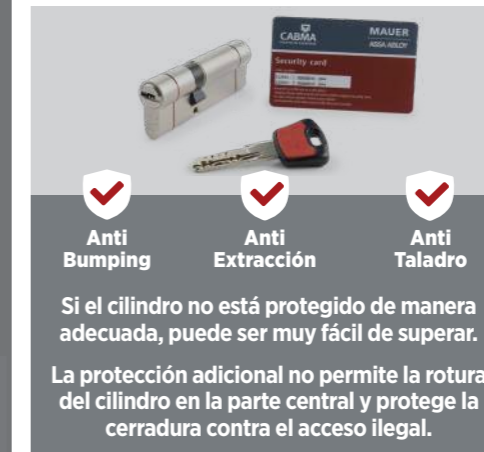 CABMA
MAUER
ASSA ABLOY
Security card
Anti
Bumping
Anti
Extracción
Anti
Taladro
Si el cilindro no está protegido de manera
adecuada, puede ser muy fácil de superar.
La protección adicional no permite la rotura
del cilindro en la parte central y protege la
cerradura contra el acceso ilegal.